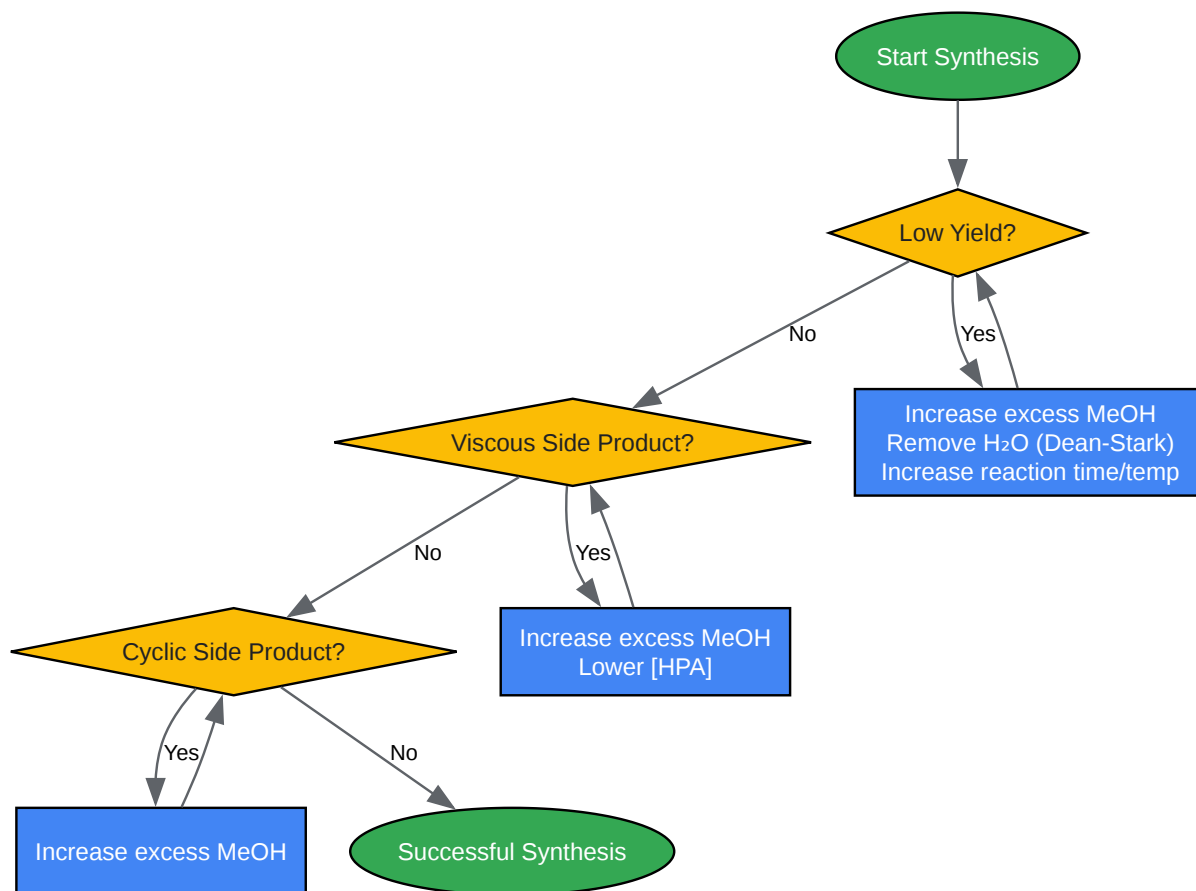 Start Synthesis
Low Yield?
No
Yes
Increase excess MeOH
Remove H₂O (Dean-Stark)
Increase reaction time/temp
Viscous Side Product?
No
Yes
Increase excess MeOH
Lower [HPA]
Cyclic Side Product?
Yes
No
Increase excess MeOH
Successful Synthesis